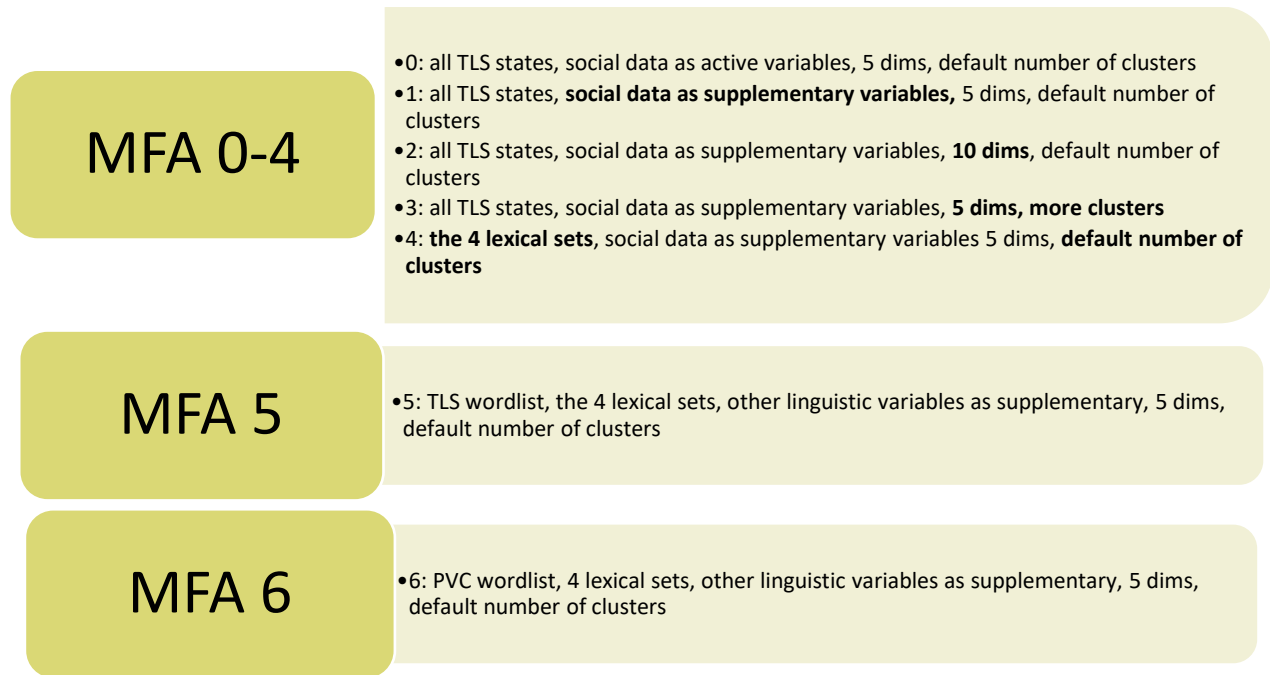 MFA 0-4
•0: all TLS states, social data as active variables, 5 dims, default number of clusters
•1: all TLS states, social data as supplementary variables, 5 dims, default number of
clusters
•2: all TLS states, social data as supplementary variables, 10 dims, default number of
clusters
•3: all TLS states, social data as supplementary variables, 5 dims, more clusters
•4: the 4 lexical sets, social data as supplementary variables 5 dims, default number of
clusters
MFA 5
•5: TLS wordlist, the 4 lexical sets, other linguistic variables as supplementary, 5 dims,
default number of clusters
MFA 6
•6: PVC wordlist, 4 lexical sets, other linguistic variables as supplementary, 5 dims,
default number of clusters